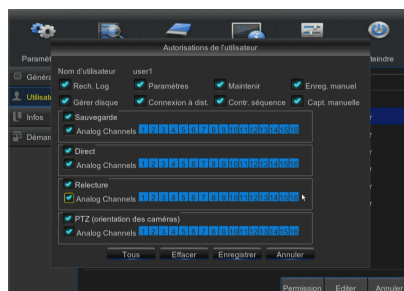 Autorisations de l'utilisateur
Paramèt
teindre
Nom d'utilisateur user1
Rech. Log Paramètres Maintenir Enreg. manuel
Gérer disque Connexion à dist. Contr. séquence Capt. manuelle
Généra
Utilisate
Infos
Démar
Sauvegarde
Analog Channels 1 2 3 4 5 6 7 8 9 10 11 12 13 14 15 16
Direct
Analog Channels 1 2 3 4 5 6 7 8 9 10 11 12 13 14 15 16
Relecture
Analog Channels 1 2 3 4 5 6 7 8 9 10 11 12 13 14 15 16
PTZ (orientation des caméras)
Analog Channels 1 2 3 4 5 6 7 8 9 10 11 12 13 14 15 16
Tous Effacer Enregistrer Annuler
Permission Editer Annuler